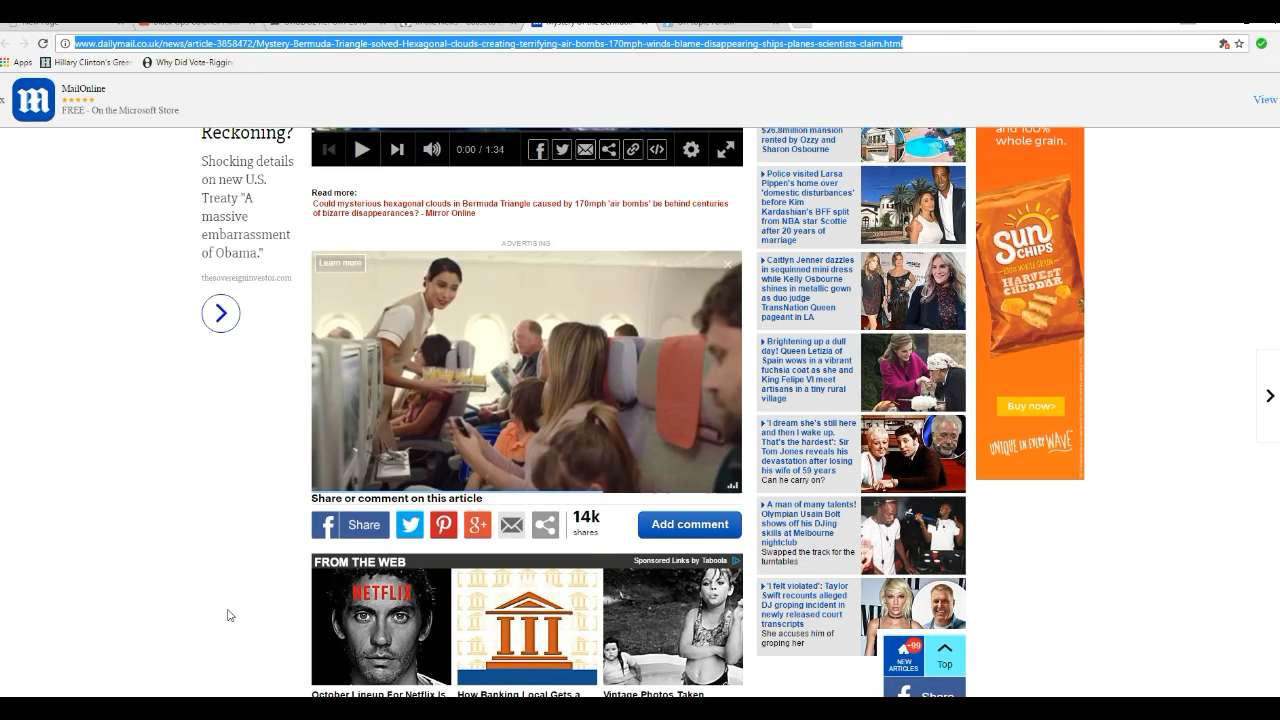 www.dailymail.co.uk/news/article-3858472/Mystery-Bermuda-Triangle-solved-Hexagonal-clouds-creating-terrifying-air-bombs-170mph-winds-blame-disappearing-ships-planes-scientists-claim.html
Apps
Hillary Clinton's Gree
Why Did Vote-Riggin
x
MailOnline
FREE - On the Microsoft Store
View
Reckoning?
Shocking details
on new U.S.
Treaty "A
massive
embarrassment
of Obama."
thesovereigninvestor.com
0:00 / 1:34
Read more:
Could mysterious hexagonal clouds in Bermuda Triangle caused by 170mph 'air bombs' be behind centuries
of bizarre disappearances? - Mirror Online
ADVERTISING
Learn more
Share or comment on this article
Share
14k
shares
Add comment
FROM THE WEB
Sponsored Links by Taboola
NETFLIX
October Lineup For Netflix Is
How Banking Local Gets a
Vintage Photos Taken
$26.8million mansion
rented by Ozzy and
Sharon Osbourne
Police visited Larsa
Pippen's home over
'domestic disturbances'
before Kim
Kardashian's BFF split
from NBA star Scottie
after 20 years of
marriage
Caitlyn Jenner dazzles
in sequinned mini dress
while Kelly Osbourne
shines in metallic gown
as duo judge
TransNation Queen
pageant in LA
Brightening up a dull
day! Queen Letizia of
Spain wows in a vibrant
fuchsia coat as she and
King Felipe VI meet
artisans in a tiny rural
village
'I dream she's still here
and then I wake up.
That's the hardest': Sir
Tom Jones reveals his
devastation after losing
his wife of 59 years
Can he carry on?
A man of many talents!
Olympian Usain Bolt
shows off his DJing
skills at Melbourne
nightclub
Swapped the track for the
turntables
'I felt violated': Taylor
Swift recounts alleged
DJ groping incident in
newly released court
transcripts
She accuses him of
groping her
+99
NEW
ARTICLES
Top
Share
and 100%
whole grain.
Sun
CHIPS
100% WHOLE GRAIN
HARVEST
CHEDDAR
Buy now>
UNIQUE IN EVERY WAVE